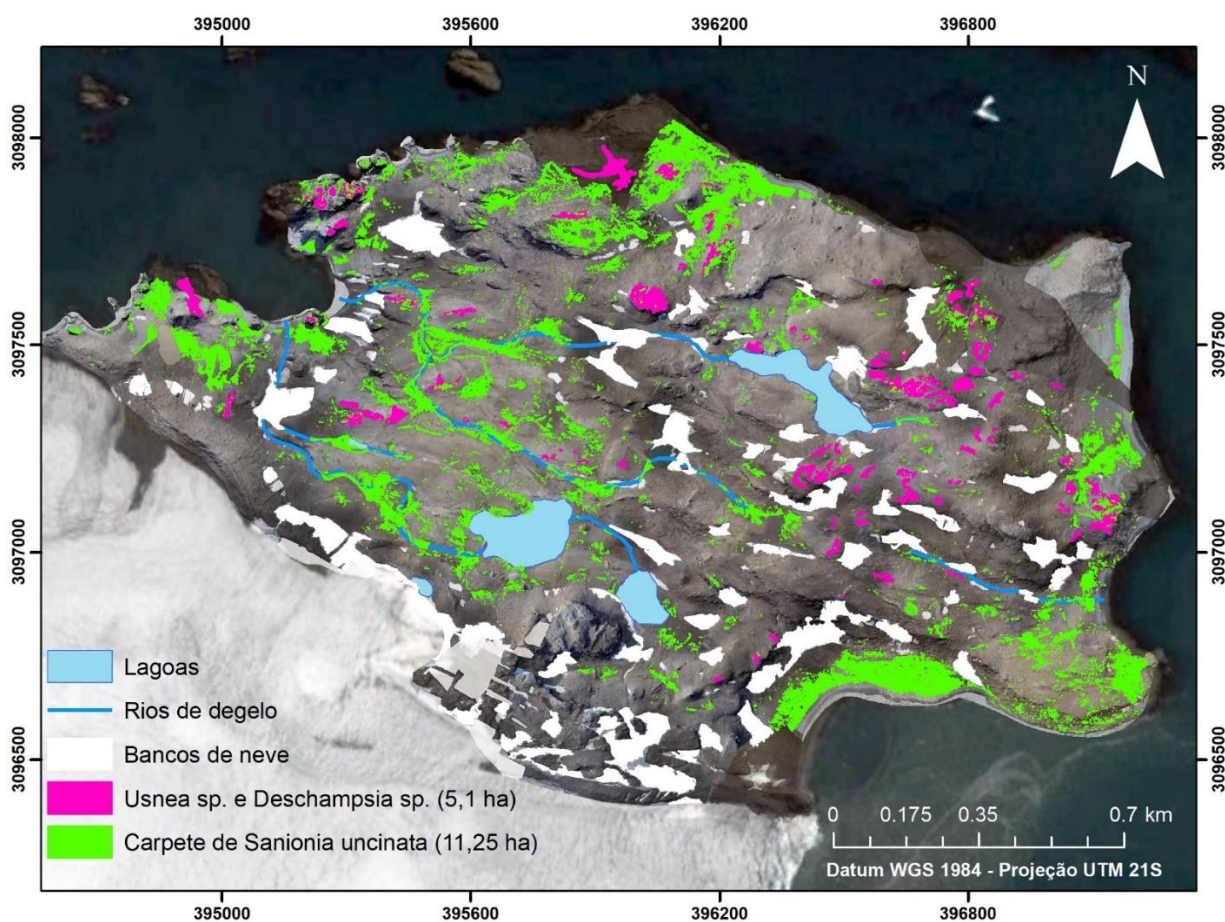 395000 395600 396200 396800
N
3098000 3098000
3097500 3097500
3097000 3097000
3096500 3096500
Lagoas
Rios de degelo
Bancos de neve
Usnea sp. e Deschampsia sp. (5,1 ha)
Carpete de Sanionia uncinata (11,25 ha)
0 0.175 0.35 0.7 km
Datum WGS 1984 - Projeção UTM 21S
395000 395600 396200 396800